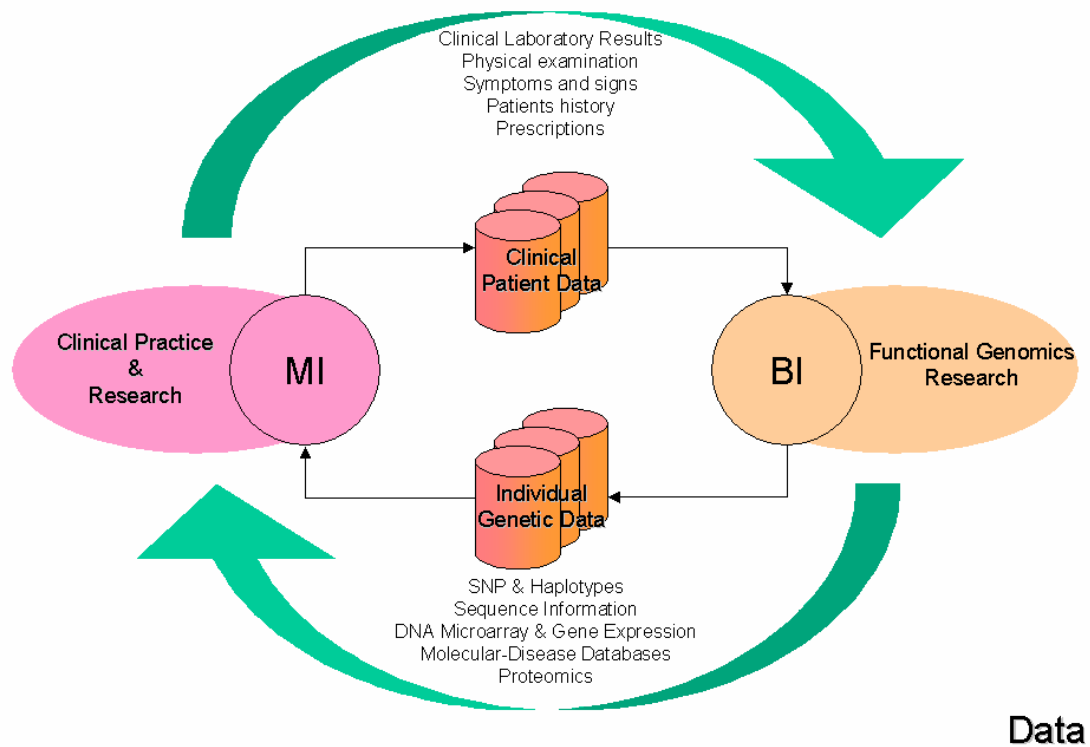 Clinical Laboratory Results
Physical examination
Symptoms and signs
Patients history
Prescriptions
Clinical
Patient Data
Clinical Practice
&
Research
MI
BI
Functional Genomics
Research
Individual
Genetic Data
SNP & Haplotypes
Sequence Information
DNA Microarray & Gene Expression
Molecular-Disease Databases
Proteomics
Data